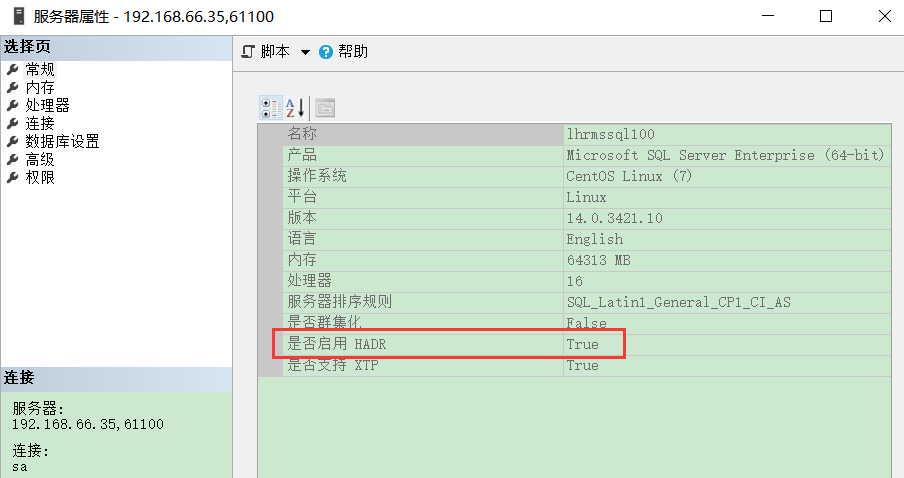 服务器属性 - 192.168.66.35,61100
选择页
常规
内存
处理器
连接
数据库设置
高级
权限
脚本
帮助
名称 lhrmssql100
产品 Microsoft SQL Server Enterprise (64-bit)
操作系统 CentOS Linux (7)
平台 Linux
版本 14.0.3421.10
语言 English
内存 64313 MB
处理器 16
服务器排序规则 SQL_Latin1_General_CP1_CI_AS
是否群集化 False
是否启用 HADR True
是否支持 XTP True
连接
服务器:
192.168.66.35,61100
连接:
sa